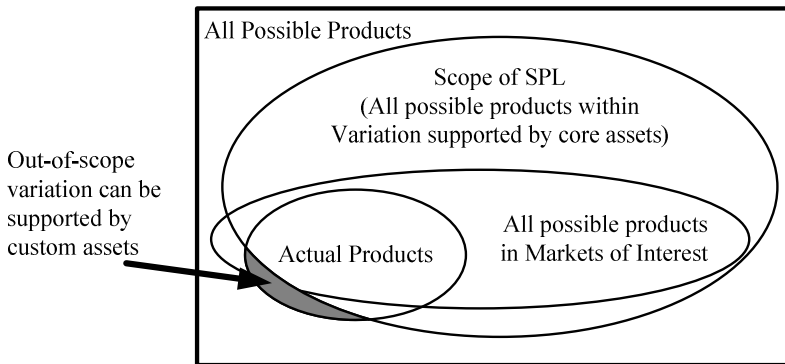 All Possible Products
Scope of SPL
(All possible products within
Variation supported by core assets)
Out-of-scope
variation can be
supported by
custom assets
Actual Products
All possible products
in Markets of Interest